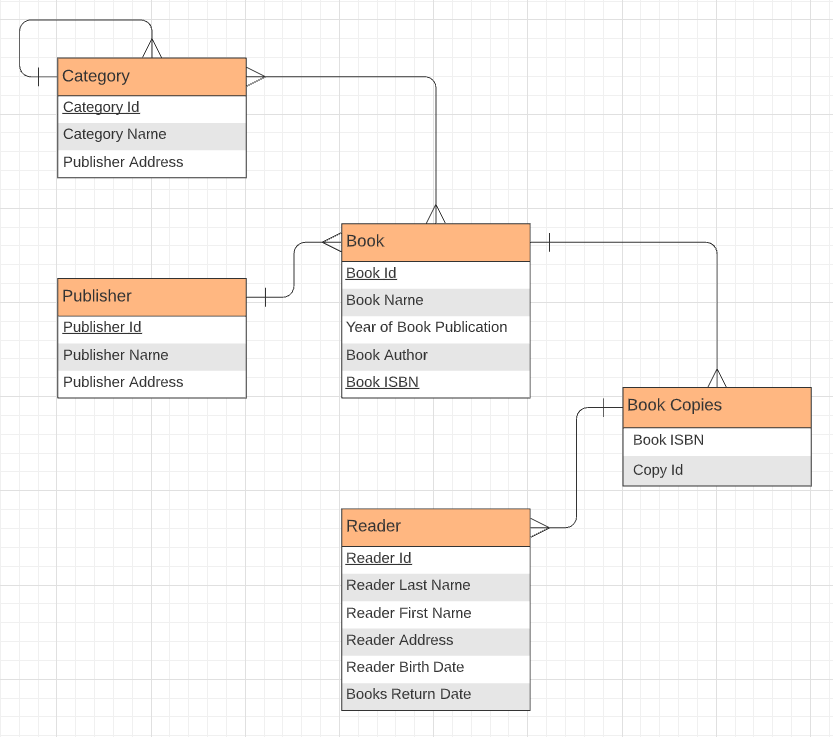 Category
Category Id
Category Name
Publisher Address
Publisher
Publisher Id
Publisher Name
Publisher Address
Book
Book Id
Book Name
Year of Book Publication
Book Author
Book ISBN
Book Copies
Book ISBN
Copy Id
Reader
Reader Id
Reader Last Name
Reader First Name
Reader Address
Reader Birth Date
Books Return Date